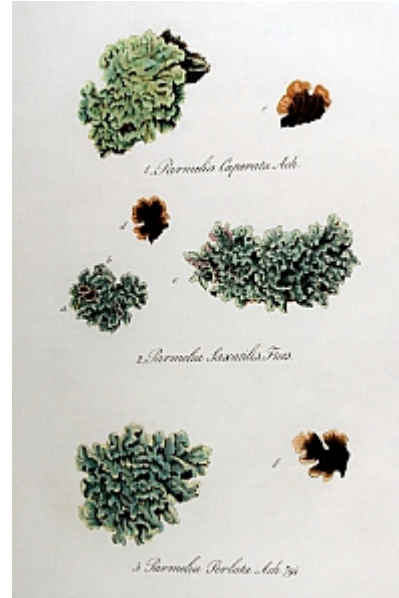 1. Parmelia Caperata Ach.
2. Parmelia Saxatilis Fries.
3. Parmelia Perlata Ach.